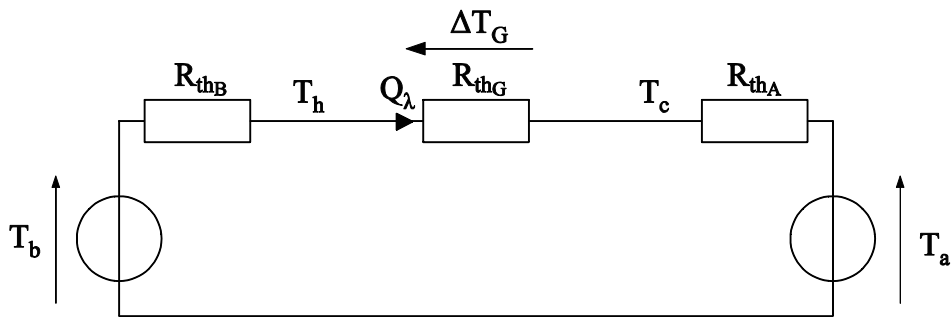 ΔT_G
R_thB T_h Q_λ R_thG T_c R_thA
T_b T_a